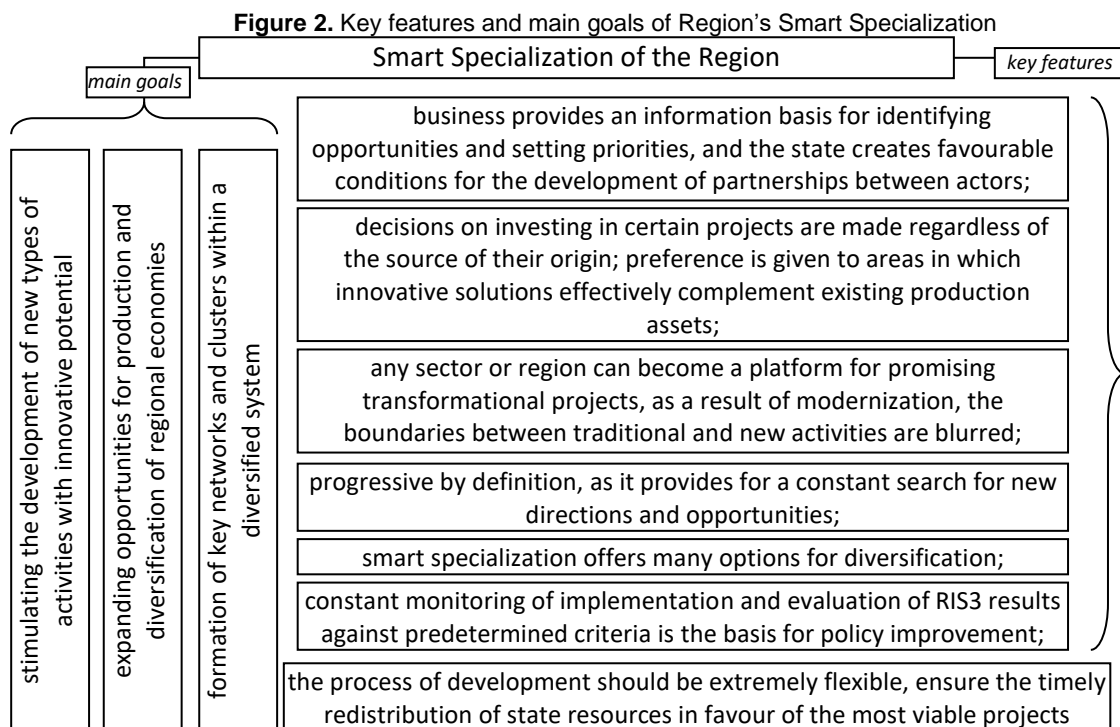 Figure 2. Key features and main goals of Region's Smart Specialization
Smart Specialization of the Region
main goals
key features
stimulating the development of new types of
activities with innovative potential
expanding opportunities for production and
diversification of regional economies
formation of key networks and clusters within a
diversified system
business provides an information basis for identifying
opportunities and setting priorities, and the state creates favourable
conditions for the development of partnerships between actors;
decisions on investing in certain projects are made regardless of
the source of their origin; preference is given to areas in which
innovative solutions effectively complement existing production
assets;
any sector or region can become a platform for promising
transformational projects, as a result of modernization, the
boundaries between traditional and new activities are blurred;
progressive by definition, as it provides for a constant search for new
directions and opportunities;
smart specialization offers many options for diversification;
constant monitoring of implementation and evaluation of RIS3 results
against predetermined criteria is the basis for policy improvement;
the process of development should be extremely flexible, ensure the timely
redistribution of state resources in favour of the most viable projects